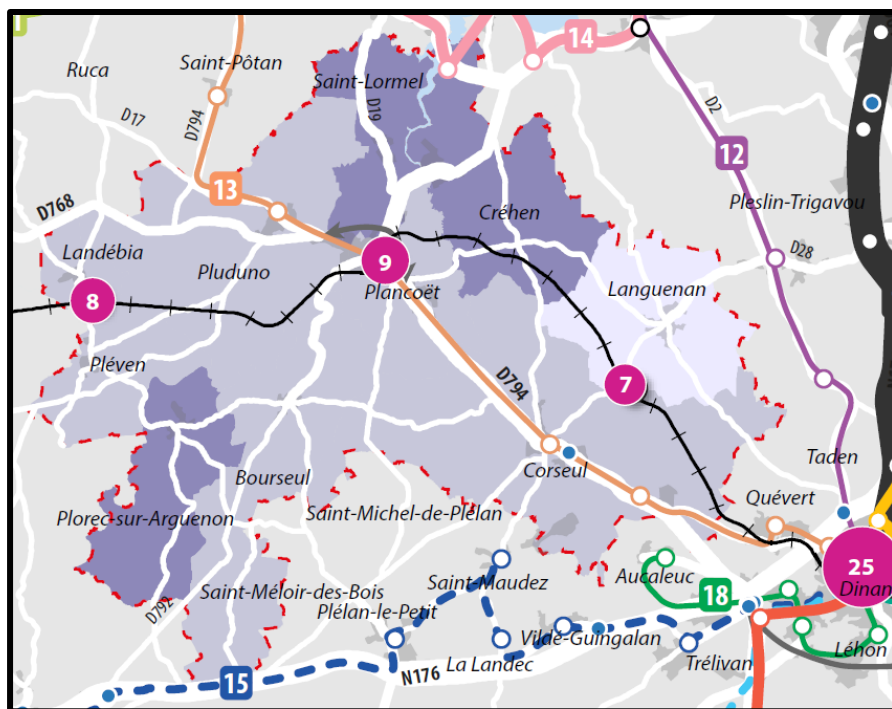 14
Saint-Pôtan
Ruca
Saint-Lormel
D19
D2
D17
D794
12
13
Pleslin-Trigavou
D768
Créhen
Landébia
Pluduno
9
D28
Plancoët
Languenan
8
Pléven
D794
7
Taden
Corseul
Bourseul
Quévert
Plorec-sur-Arguenon
Saint-Michel-de-Plélan
25
Saint-Maudez
Aucaleuc
Dinan
Saint-Méloir-des-Bois
18
D792
Plélan-le-Petit
Vildé-Guingalan
Léhon
La Landec
Trélivan
N176
15